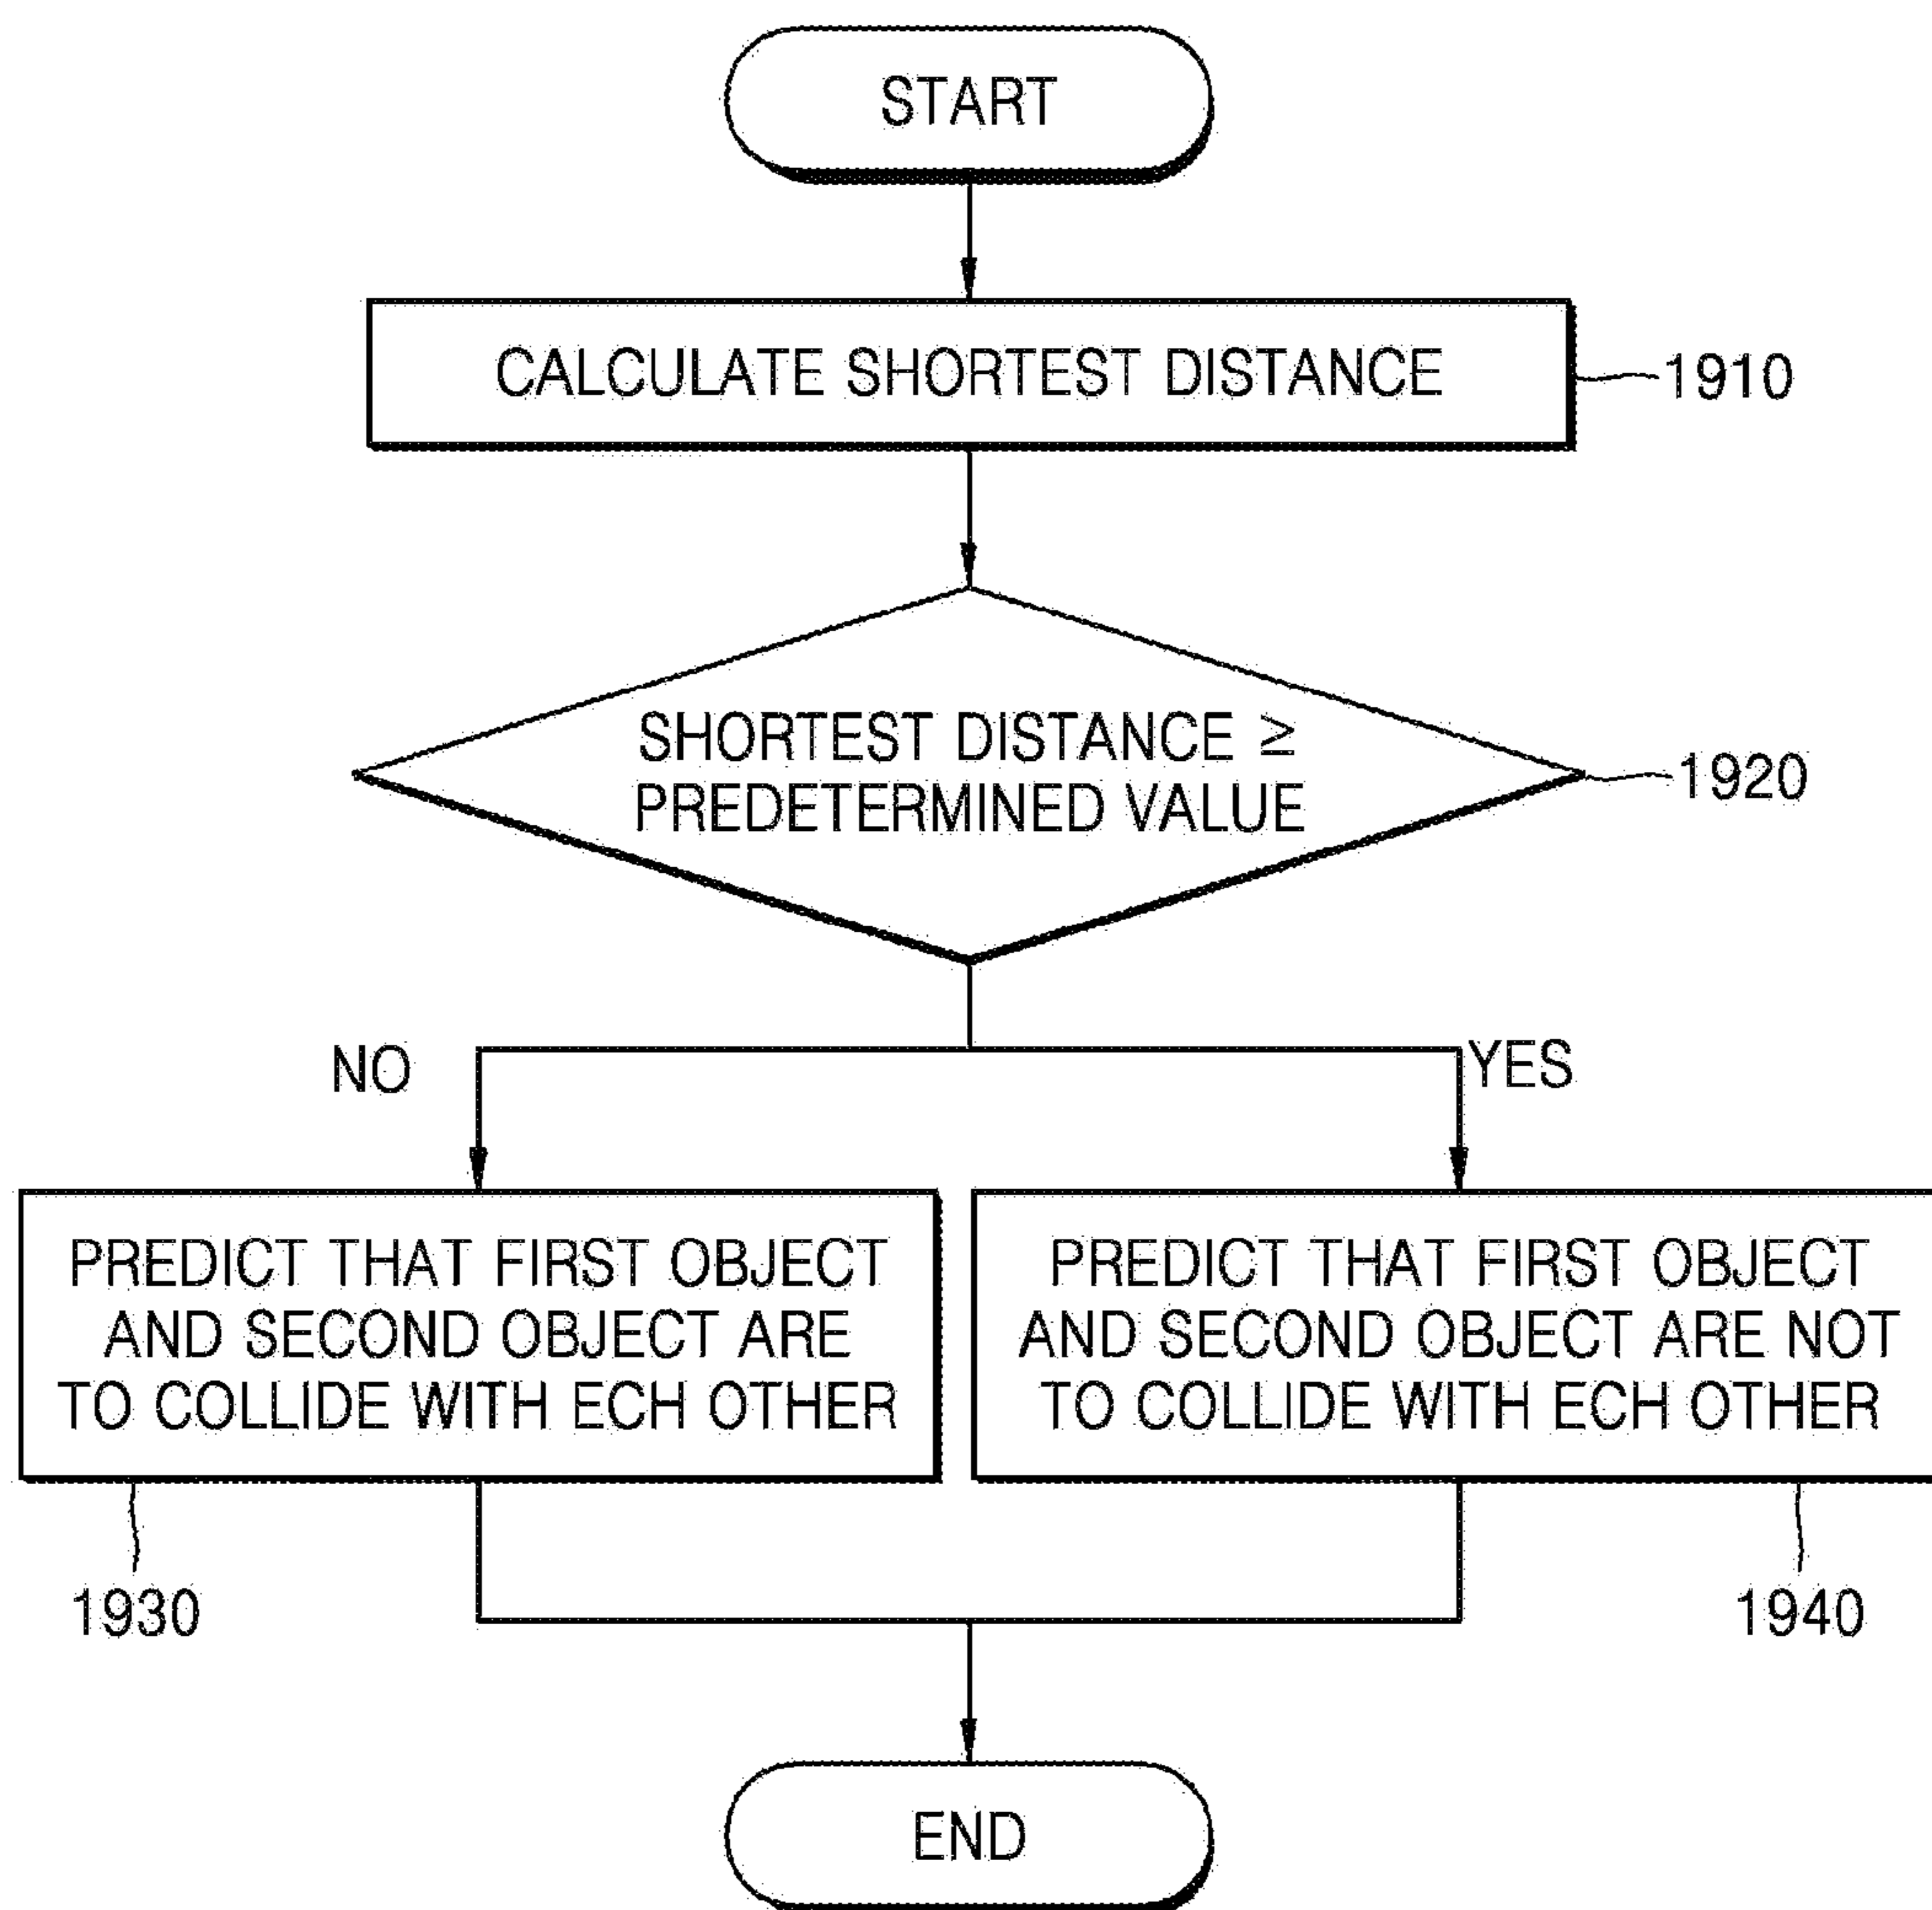 START
CALCULATE SHORTEST DISTANCE
1910
SHORTEST DISTANCE ≥
PREDETERMINED VALUE
1920
NO
YES
PREDICT THAT FIRST OBJECT
AND SECOND OBJECT ARE
TO COLLIDE WITH ECH OTHER
PREDICT THAT FIRST OBJECT
AND SECOND OBJECT ARE NOT
TO COLLIDE WITH ECH OTHER
1930
1940
END